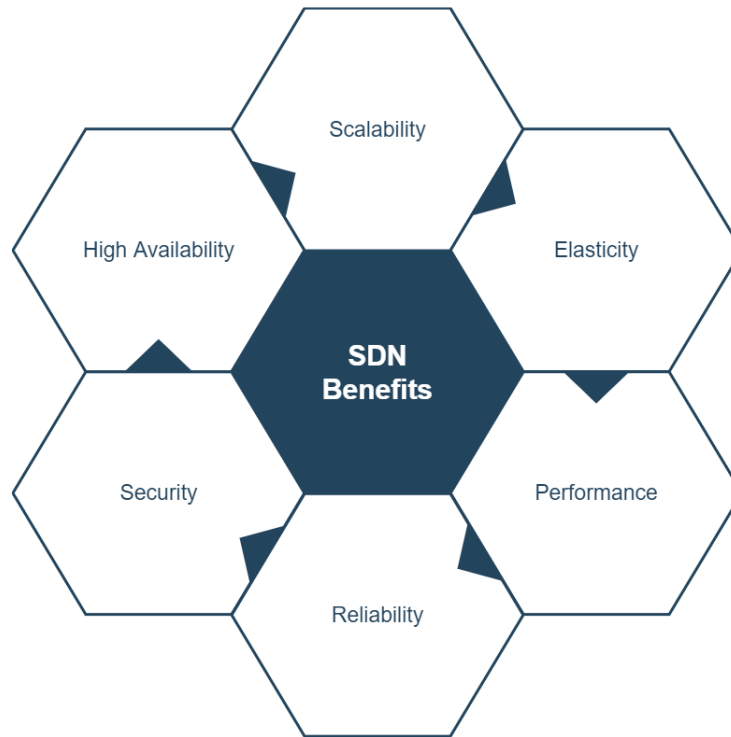 Scalability
High Availability
Elasticity
SDN
Benefits
Security
Performance
Reliability